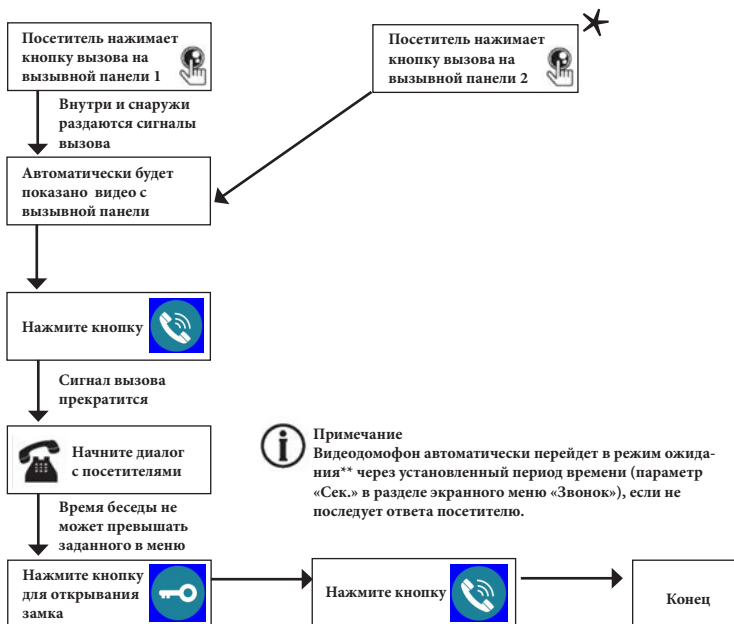 Посетитель нажимает
кнопку вызова на
вызывной панели 1
Посетитель нажимает
кнопку вызова на
вызывной панели 2
Внутри и снаружи
раздаются сигналы
вызова
Автоматически будет
показано видео с
вызывной панели
Нажмите кнопку
Сигнал вызова
прекратится
Начните диалог
с посетителями
Примечание
Видеодомофон автоматически перейдет в режим ожида-
ния** через установленный период времени (параметр
«Сек.» в разделе экранного меню «Звонок»), если не
последует ответа посетителю.
Время беседы не
может превышать
заданного в меню
Нажмите кнопку
для открывания
замка
Нажмите кнопку
Конец